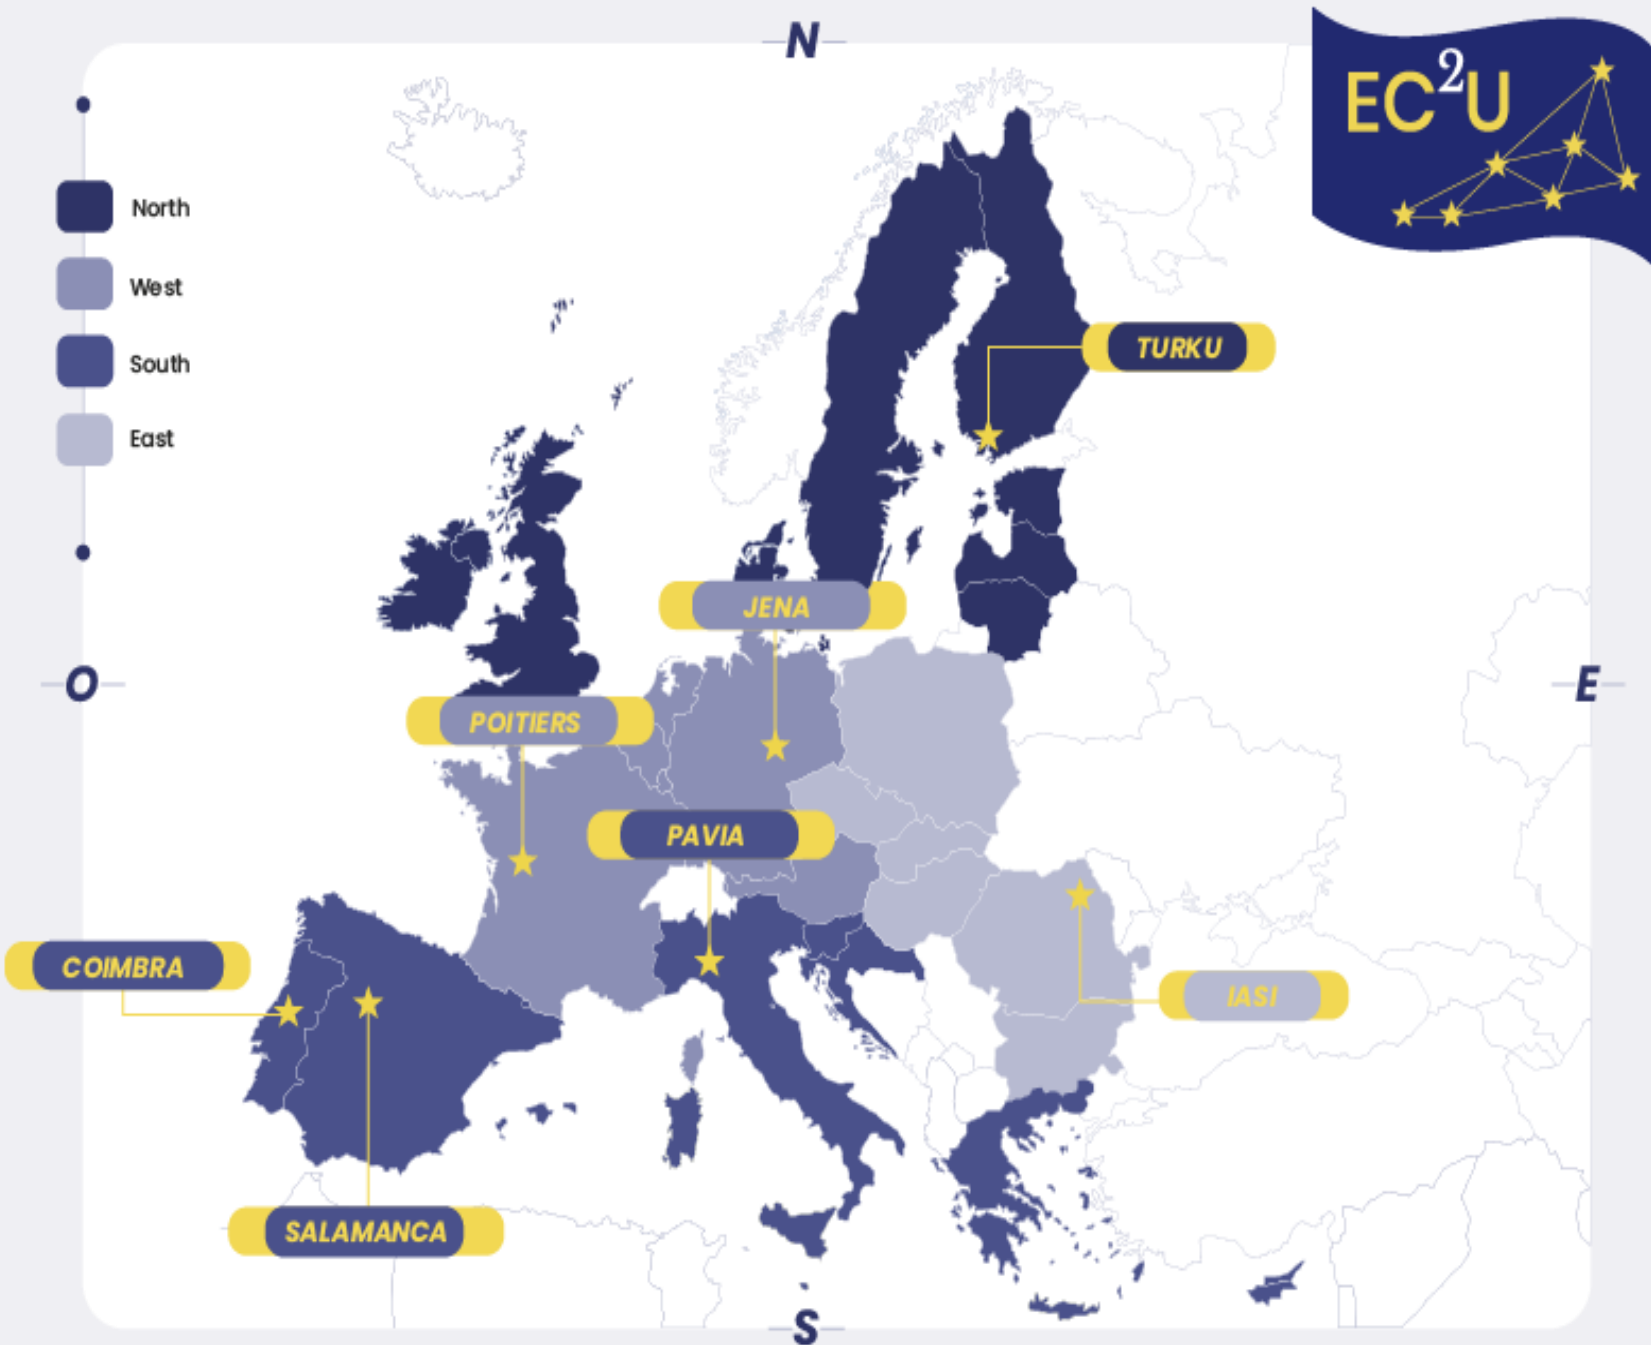 N
EC²U
North
West
South
East
TURKU
JENA
O
E
POITIERS
PAVIA
COIMBRA
IASI
SALAMANCA
S